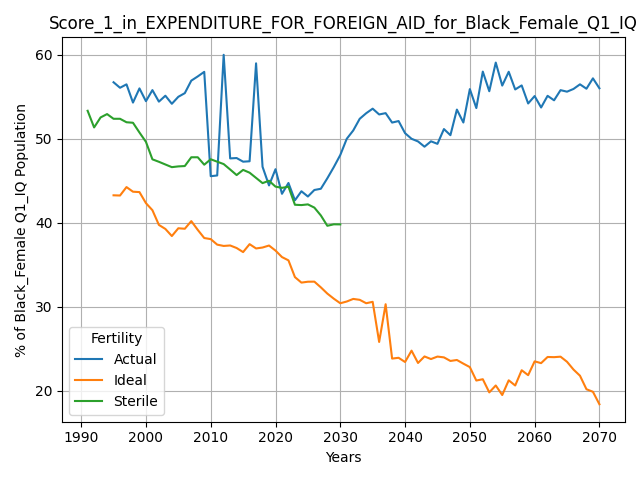 Score_1_in_EXPENDITURE_FOR_FOREIGN_AID_for_Black_Female_Q1_IQ
% of Black_Female Q1_IQ Population
60
50
40
30
20
Fertility
Actual
Ideal
Sterile
1990 2000 2010 2020 2030 2040 2050 2060 2070
Years